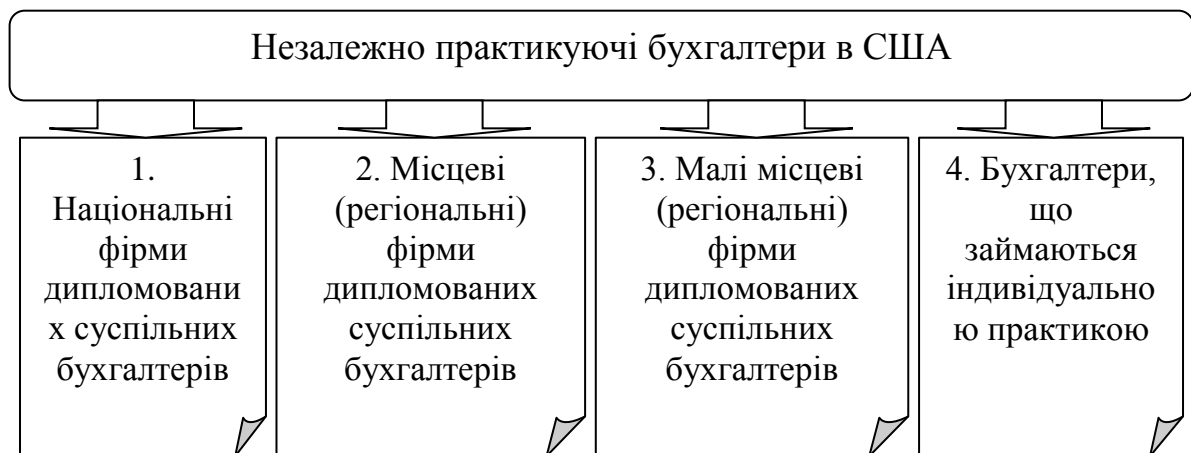 Незалежно практикуючі бухгалтери в США
1.
Національні
фірми
дипломовани
х суспільних
бухгалтерів
2. Місцеві
(регіональні)
фірми
дипломованих
суспільних
бухгалтерів
3. Малі місцеві
(регіональні)
фірми
дипломованих
суспільних
бухгалтерів
4. Бухгалтери,
що
займаються
індивідуально
ю практикою